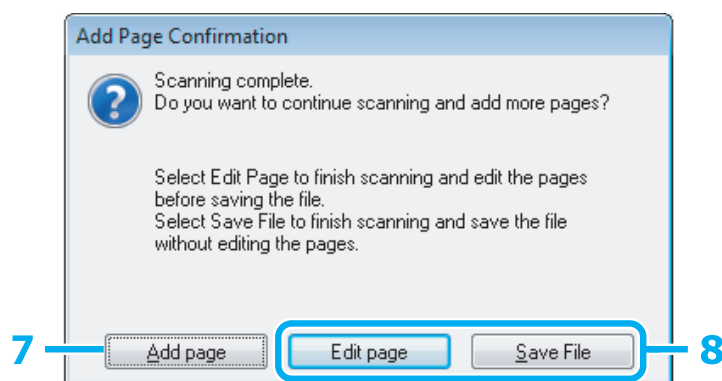 Add Page Confirmation
Scanning complete.
Do you want to continue scanning and add more pages?
Select Edit Page to finish scanning and edit the pages
before saving the file.
Select Save File to finish scanning and save the file
without editing the pages.
7 Add page Edit page Save File 8